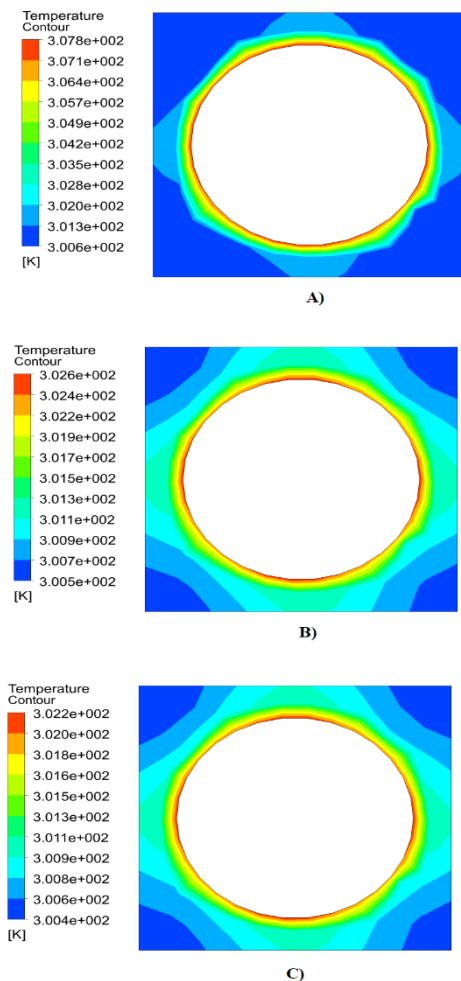 Temperature
Contour
3.078e+002
3.071e+002
3.064e+002
3.057e+002
3.049e+002
3.042e+002
3.035e+002
3.028e+002
3.020e+002
3.013e+002
3.006e+002
[K]
A)
Temperature
Contour
3.026e+002
3.024e+002
3.022e+002
3.019e+002
3.017e+002
3.015e+002
3.013e+002
3.011e+002
3.009e+002
3.007e+002
3.005e+002
[K]
B)
Temperature
Contour
3.022e+002
3.020e+002
3.018e+002
3.016e+002
3.015e+002
3.013e+002
3.011e+002
3.009e+002
3.008e+002
3.006e+002
3.004e+002
[K]
C)